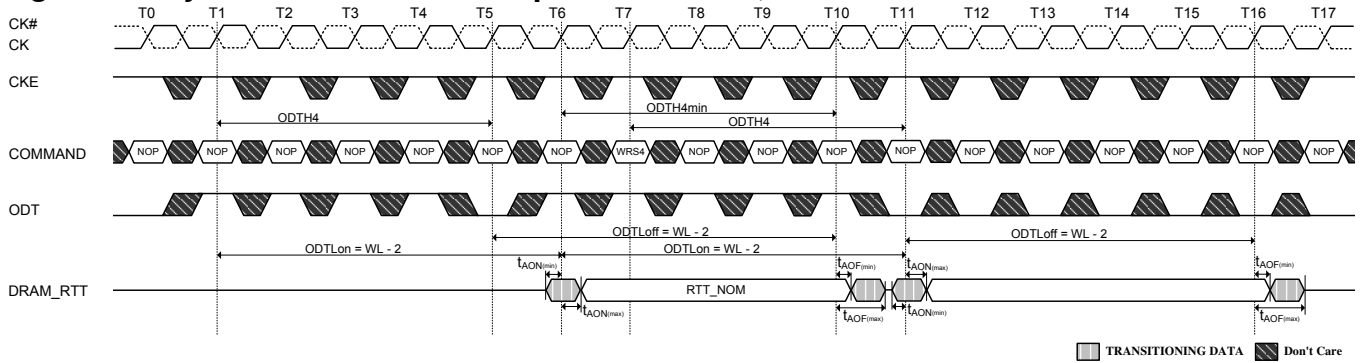 T0 T1 T2 T3 T4 T5 T6 T7 T8 T9 T10 T11 T12 T13 T14 T15 T16 T17
CK#
CK
CKE
ODTH4min
ODTH4 ODTH4
COMMAND NOP NOP NOP NOP NOP NOP NOP WRS4 NOP NOP NOP NOP NOP NOP NOP NOP NOP NOP
ODT
ODTLoff = WL - 2 ODTLoff = WL - 2
ODTLon = WL - 2 ODTLon = WL - 2
tAON(min) tAOF(min) tAON(max) tAOF(min)
DRAM_RTT RTT_NOM
tAON(max) tAOF(max) tAON(min) tAOF(max)
TRANSITIONING DATA Don't Care